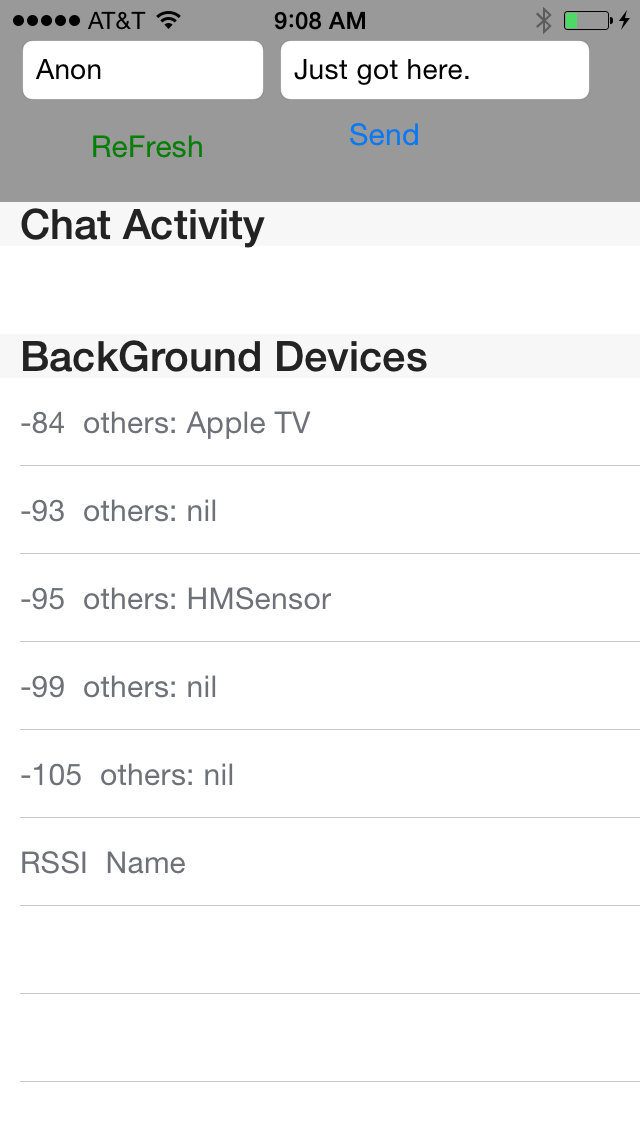 AT&T 9:08 AM
Anon Just got here.
ReFresh Send
Chat Activity
BackGround Devices
-84 others: Apple TV
-93 others: nil
-95 others: HMSensor
-99 others: nil
-105 others: nil
RSSI Name